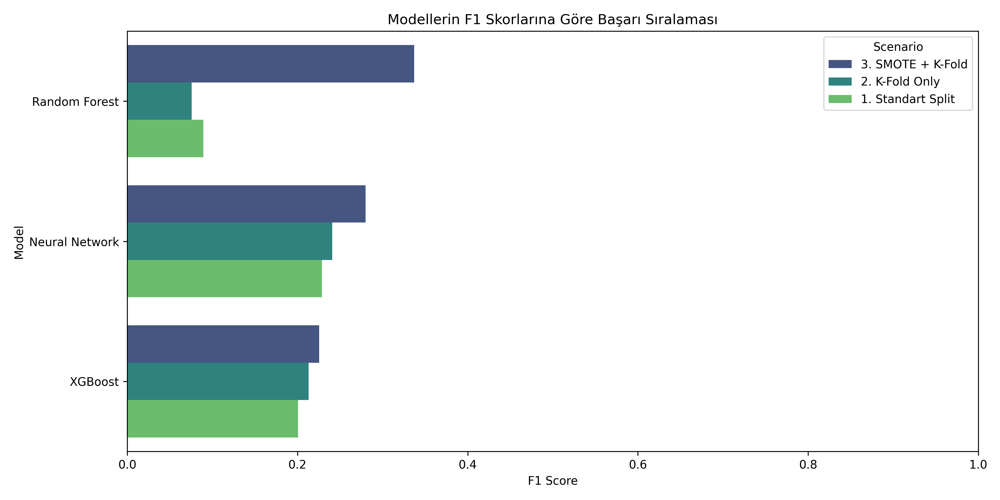 Modellerin F1 Skorlarına Göre Başarı Sıralaması
Scenario
3. SMOTE + K-Fold
2. K-Fold Only
1. Standart Split
Model
Random Forest
Neural Network
XGBoost
0.0 0.2 0.4 0.6 0.8 1.0
F1 Score